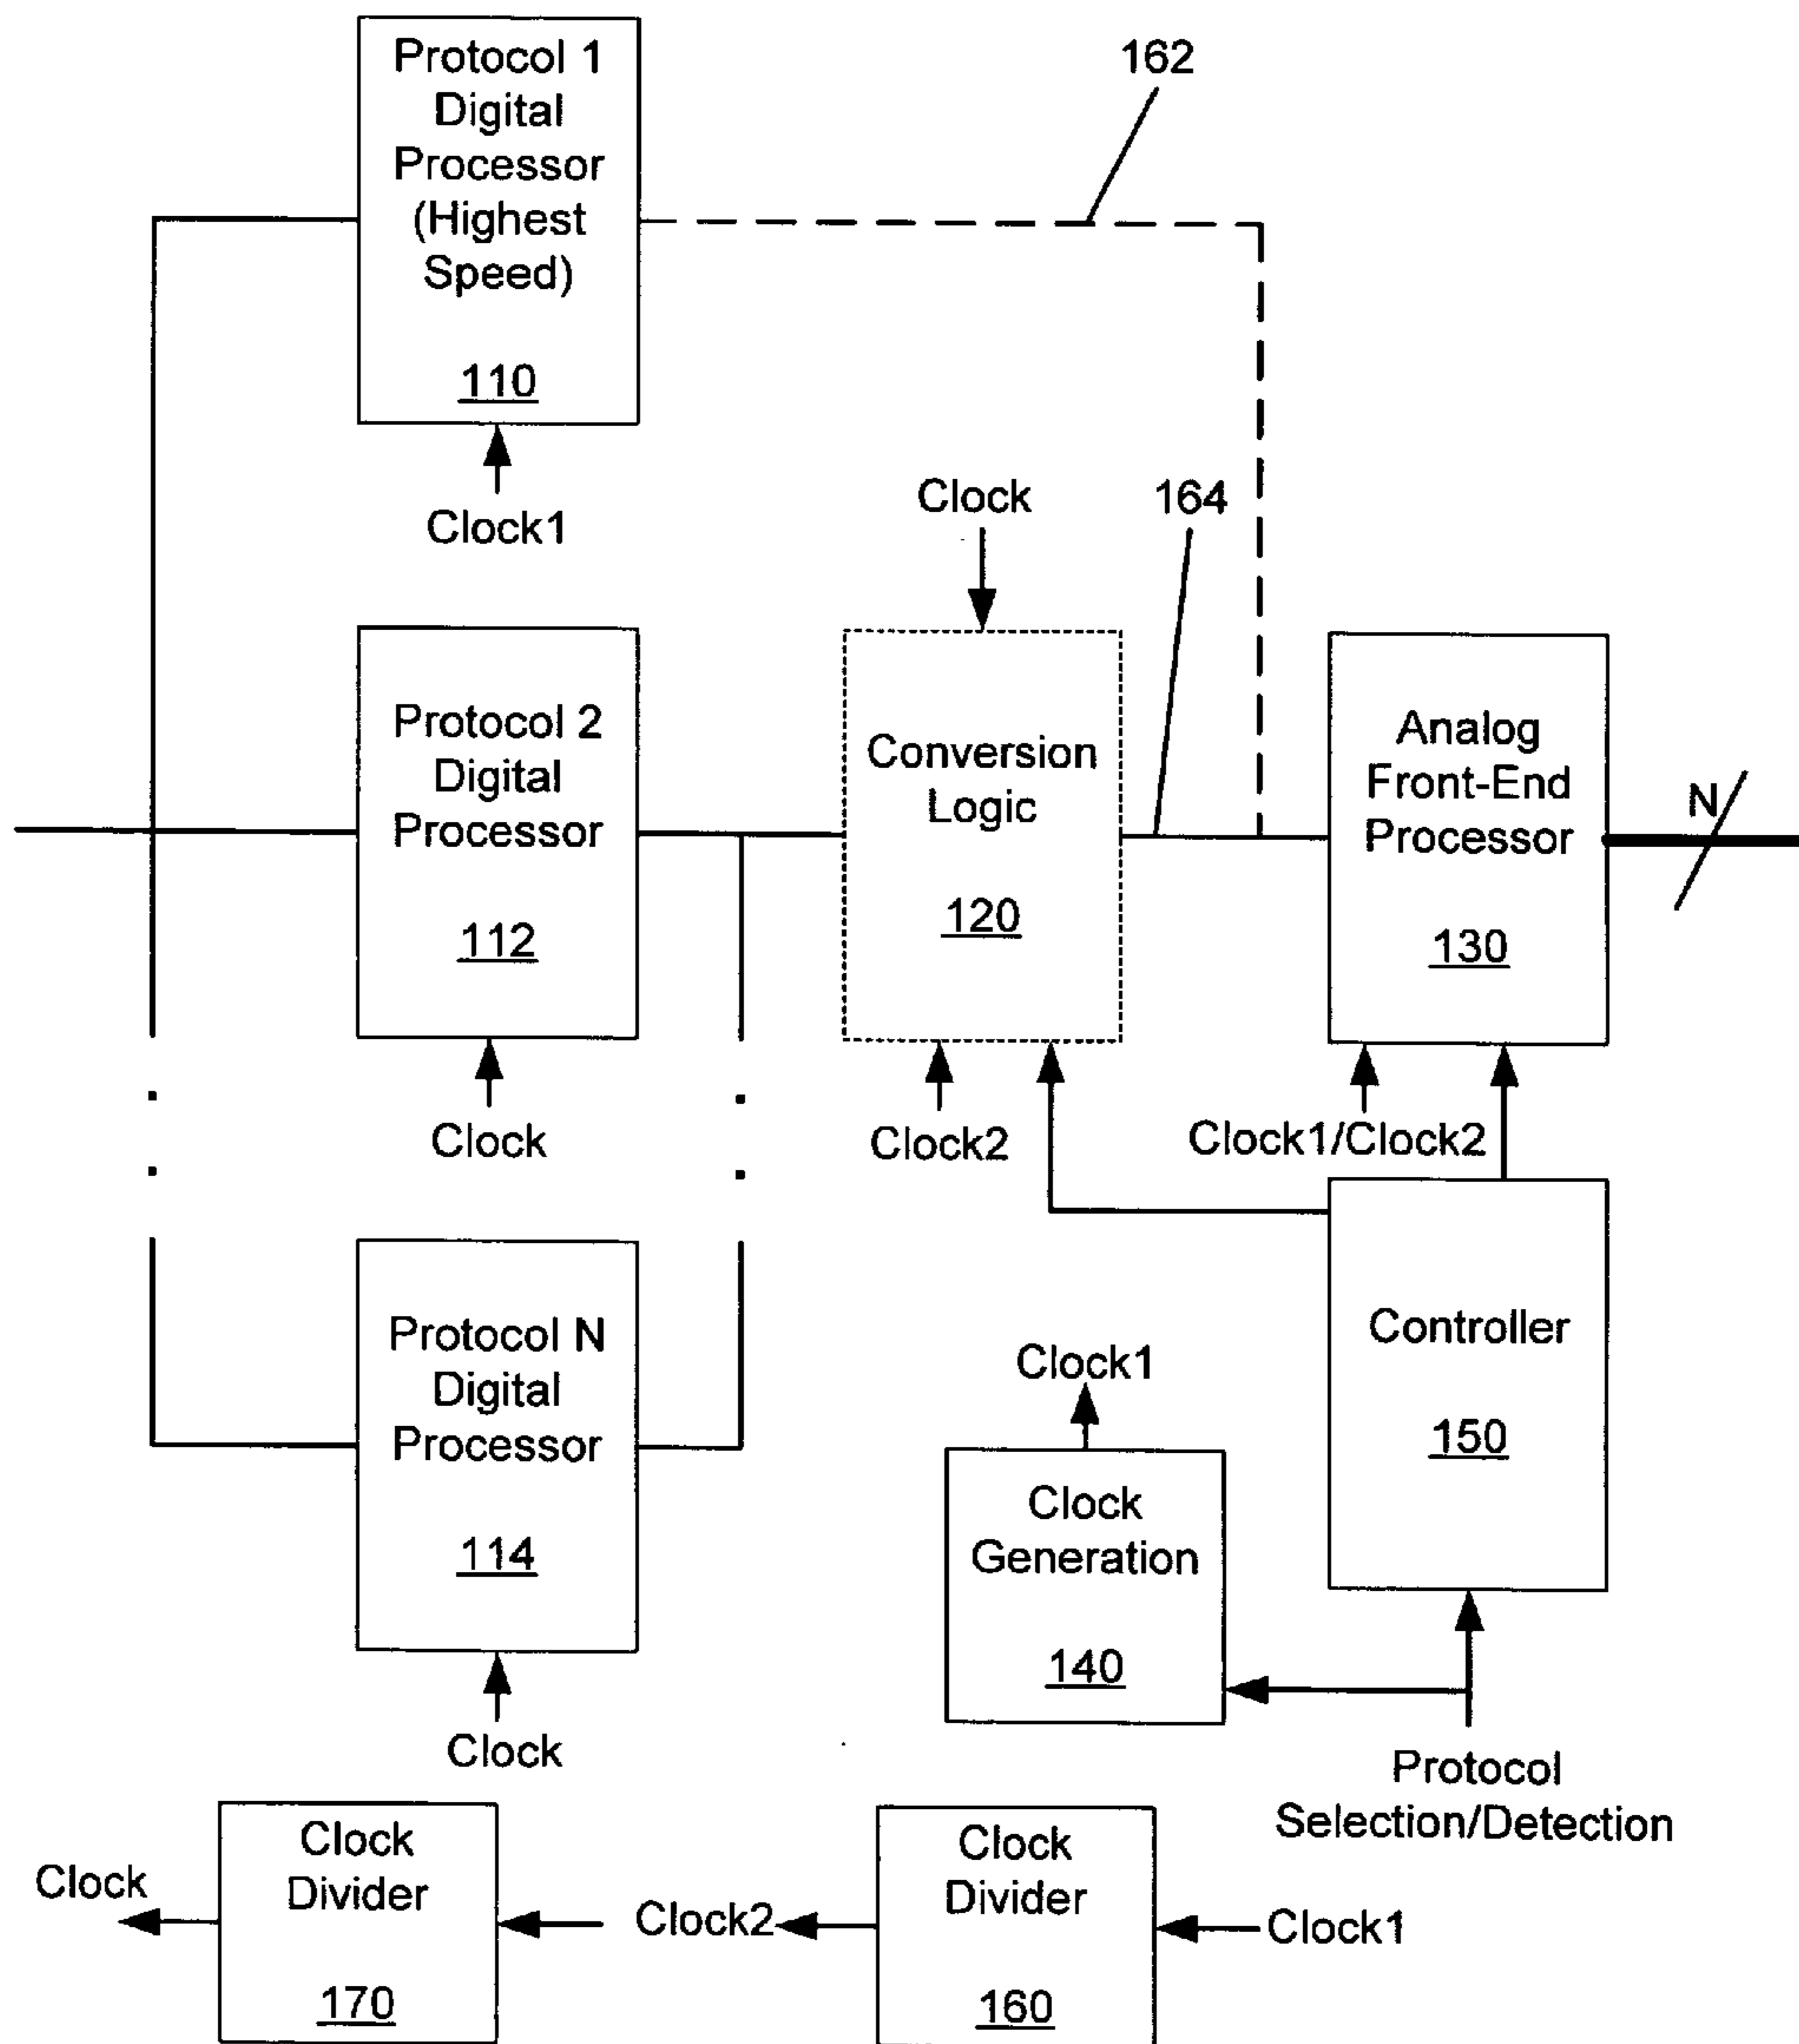 Protocol 1
Digital
Processor
(Highest
Speed)
110
162
Clock1
Clock
164
Protocol 2
Digital
Processor
112
Conversion
Logic
120
Analog
Front-End
Processor
130
N
Clock
Clock2
Clock1/Clock2
Protocol N
Digital
Processor
114
Clock1
Clock
Generation
140
Controller
150
Clock
Protocol
Selection/Detection
Clock
Clock
Divider
170
Clock2
Clock
Divider
160
Clock1